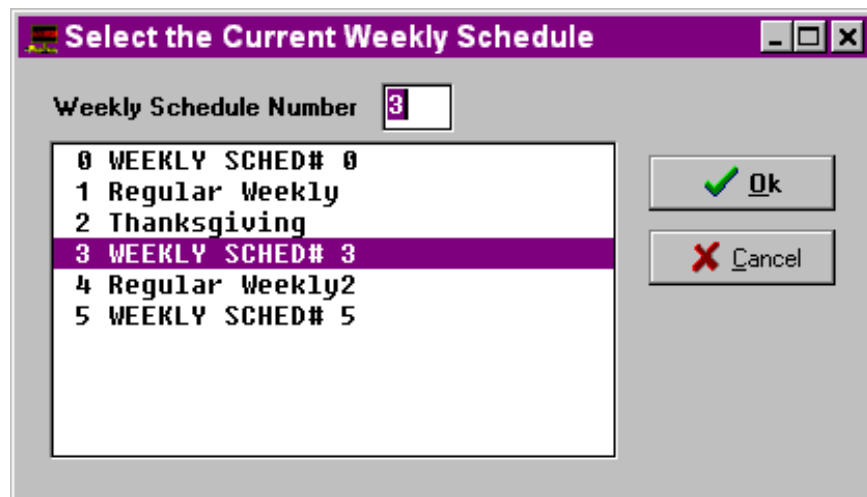 Select the Current Weekly Schedule
Weekly Schedule Number 3
0 WEEKLY SCHED# 0
1 Regular Weekly
2 Thanksgiving
3 WEEKLY SCHED# 3
4 Regular Weekly2
5 WEEKLY SCHED# 5
Ok
Cancel